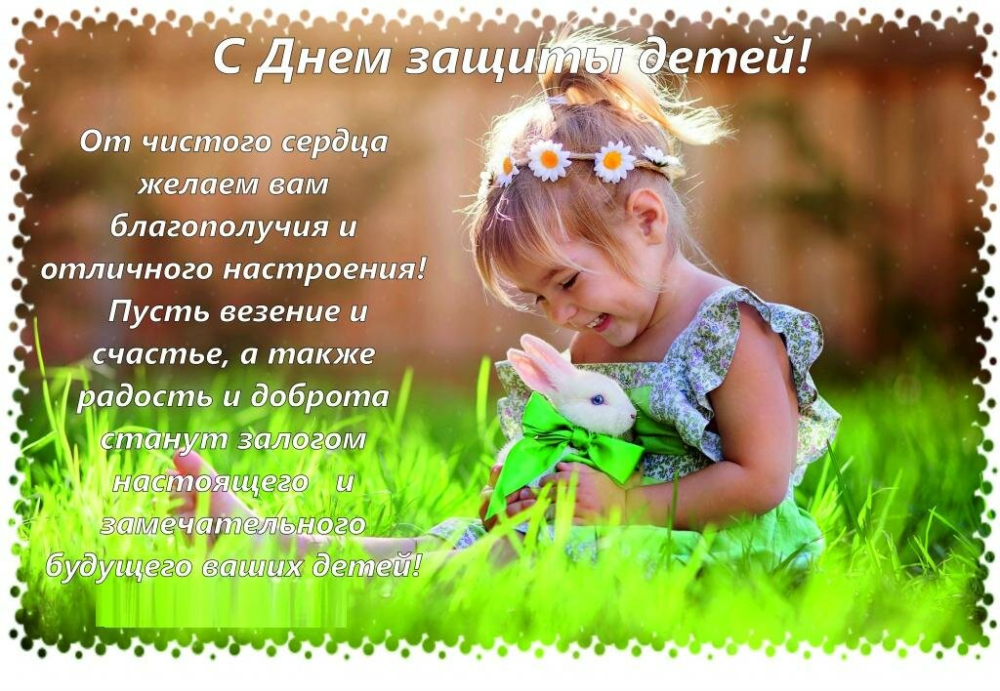 С Днем защиты детей!
От чистого сердца
желаем вам
благополучия и
отличного настроения!
Пусть везение и
счастье, а также
радость и доброта
станут залогом
настоящего и
замечательного
будущего ваших детей!